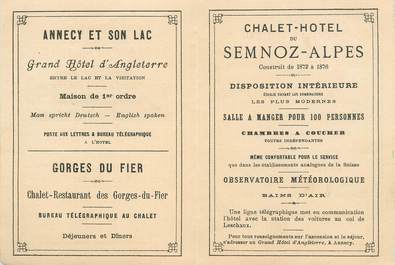 ANNECY ET SON LAC
Grand Hôtel d'Angleterre
ENTRE LE LAC ET LA VISITATION
Maison de 1er ordre
Man spricht Deutsch — English spoken
POSTE AUX LETTRES & BUREAU TÉLÉGRAPHIQUE
A L'HOTEL
GORGES DU FIER
Chalet-Restaurant des Gorges-du-Fier
BUREAU TÉLÉGRAPHIQUE AU CHALET
Déjeuners et Dîners
CHALET-HOTEL
DU
SEMNOZ-ALPES
Construit de 1872 à 1876
DISPOSITION INTÉRIEURE
ÉTABLIE SUIVANT LES COMBINAISONS
LES PLUS MODERNES
SALLE A MANGER POUR 100 PERSONNES
CHAMBRES A COUCHER
TOUTES INDÉPENDANTES
MÊME CONFORTABLE POUR LE SERVICE
que dans les établissements analogues de la Suisse
OBSERVATOIRE MÉTÉOROLOGIQUE
BAINS D'AIR
Une ligne télégraphique met en communication
l'hôtel avec la station des voitures au col de
Leschaux.
Pour tous renseignements sur l'ascension et le séjour,
s'adresser au Grand Hôtel d'Angleterre, à Annecy.